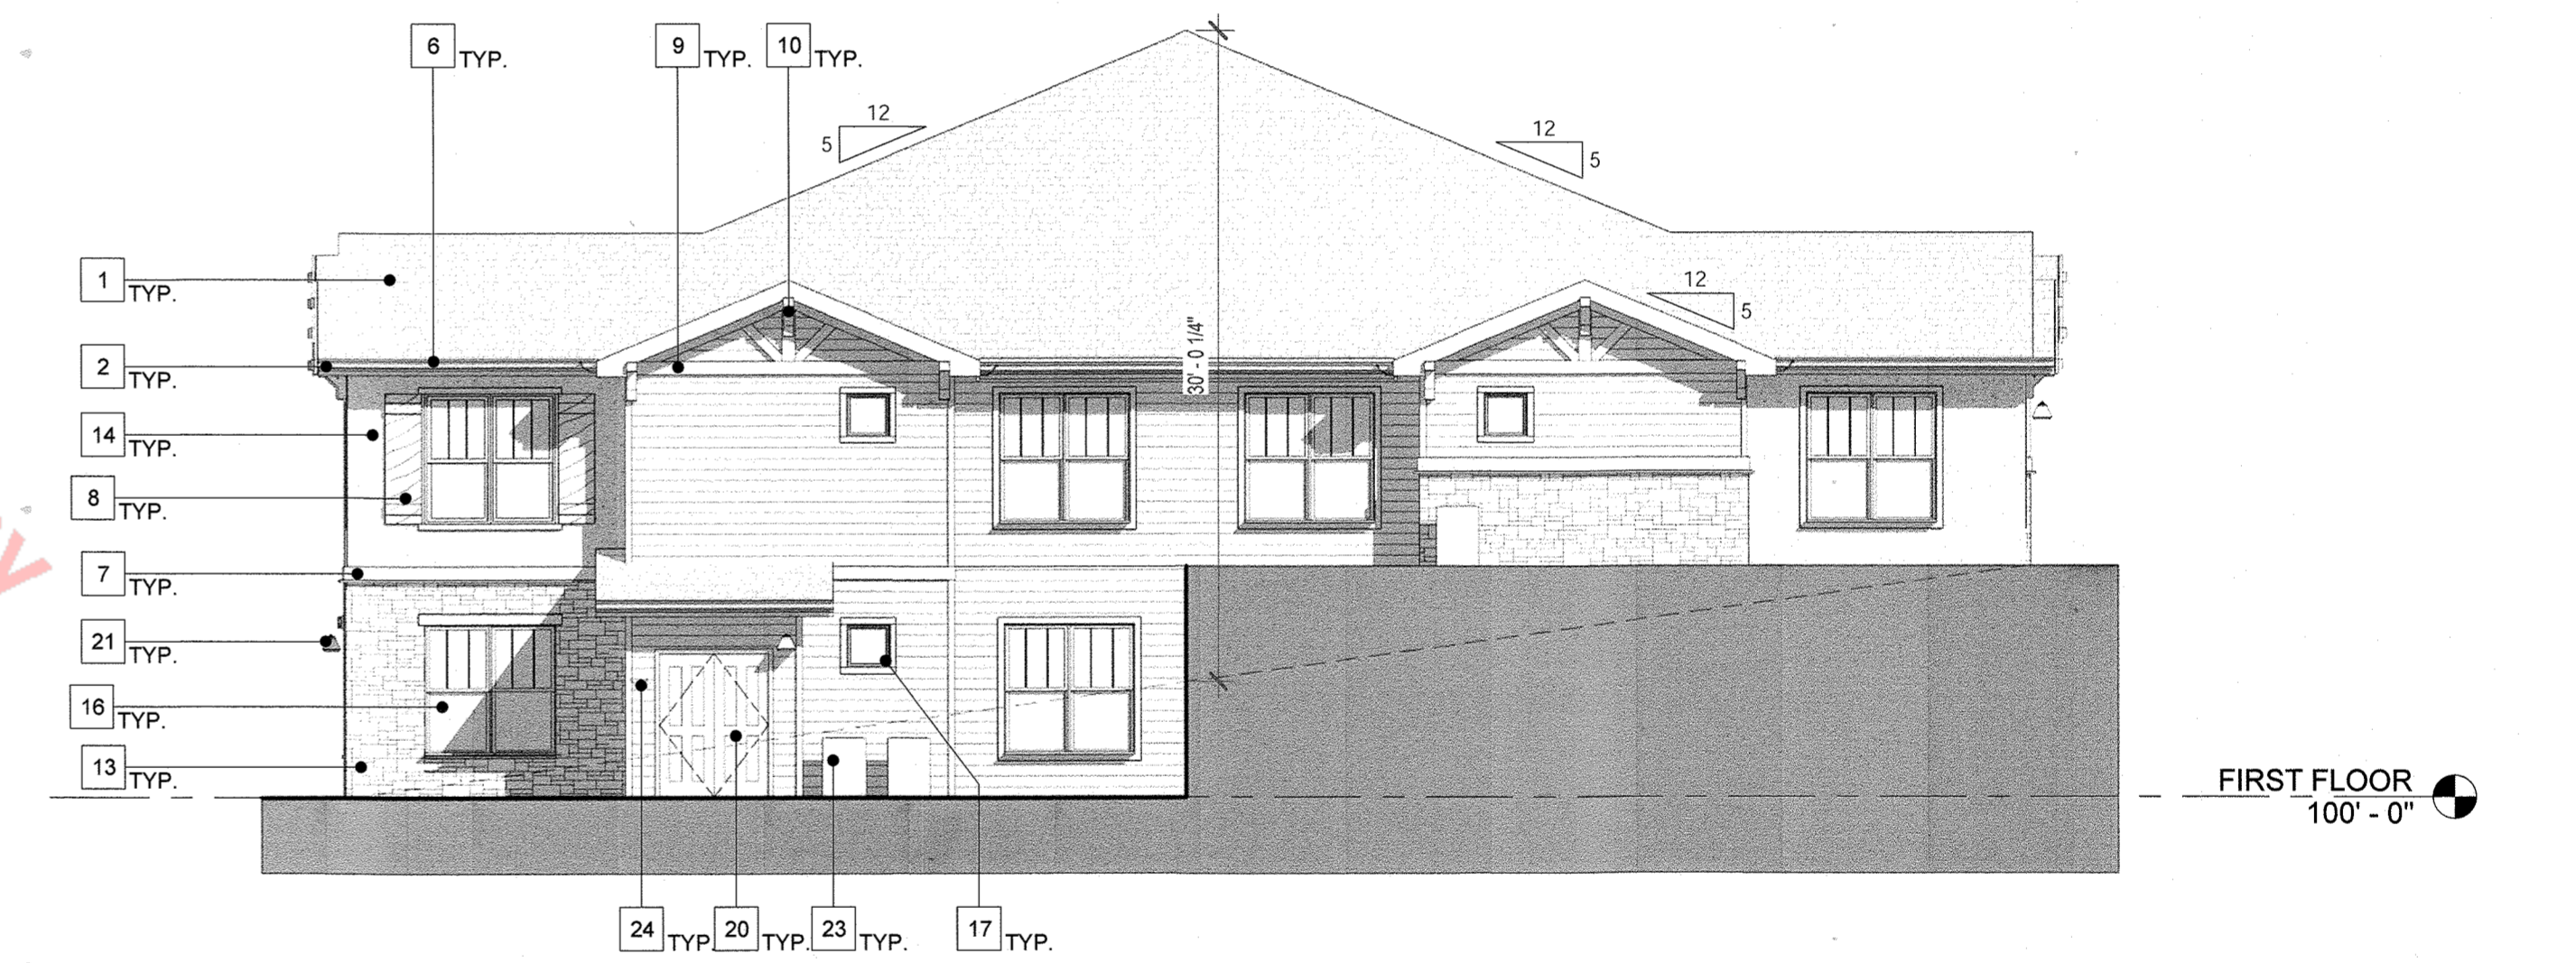 6 TYP.
9 TYP.
10 TYP.
12
5
12
5
1 TYP.
12
5
30' - 0 1/4"
2 TYP.
14 TYP.
8 TYP.
7 TYP.
21 TYP.
16 TYP.
13 TYP.
FIRST FLOOR
100' - 0"
24 TYP.
20 TYP.
23 TYP.
17 TYP.